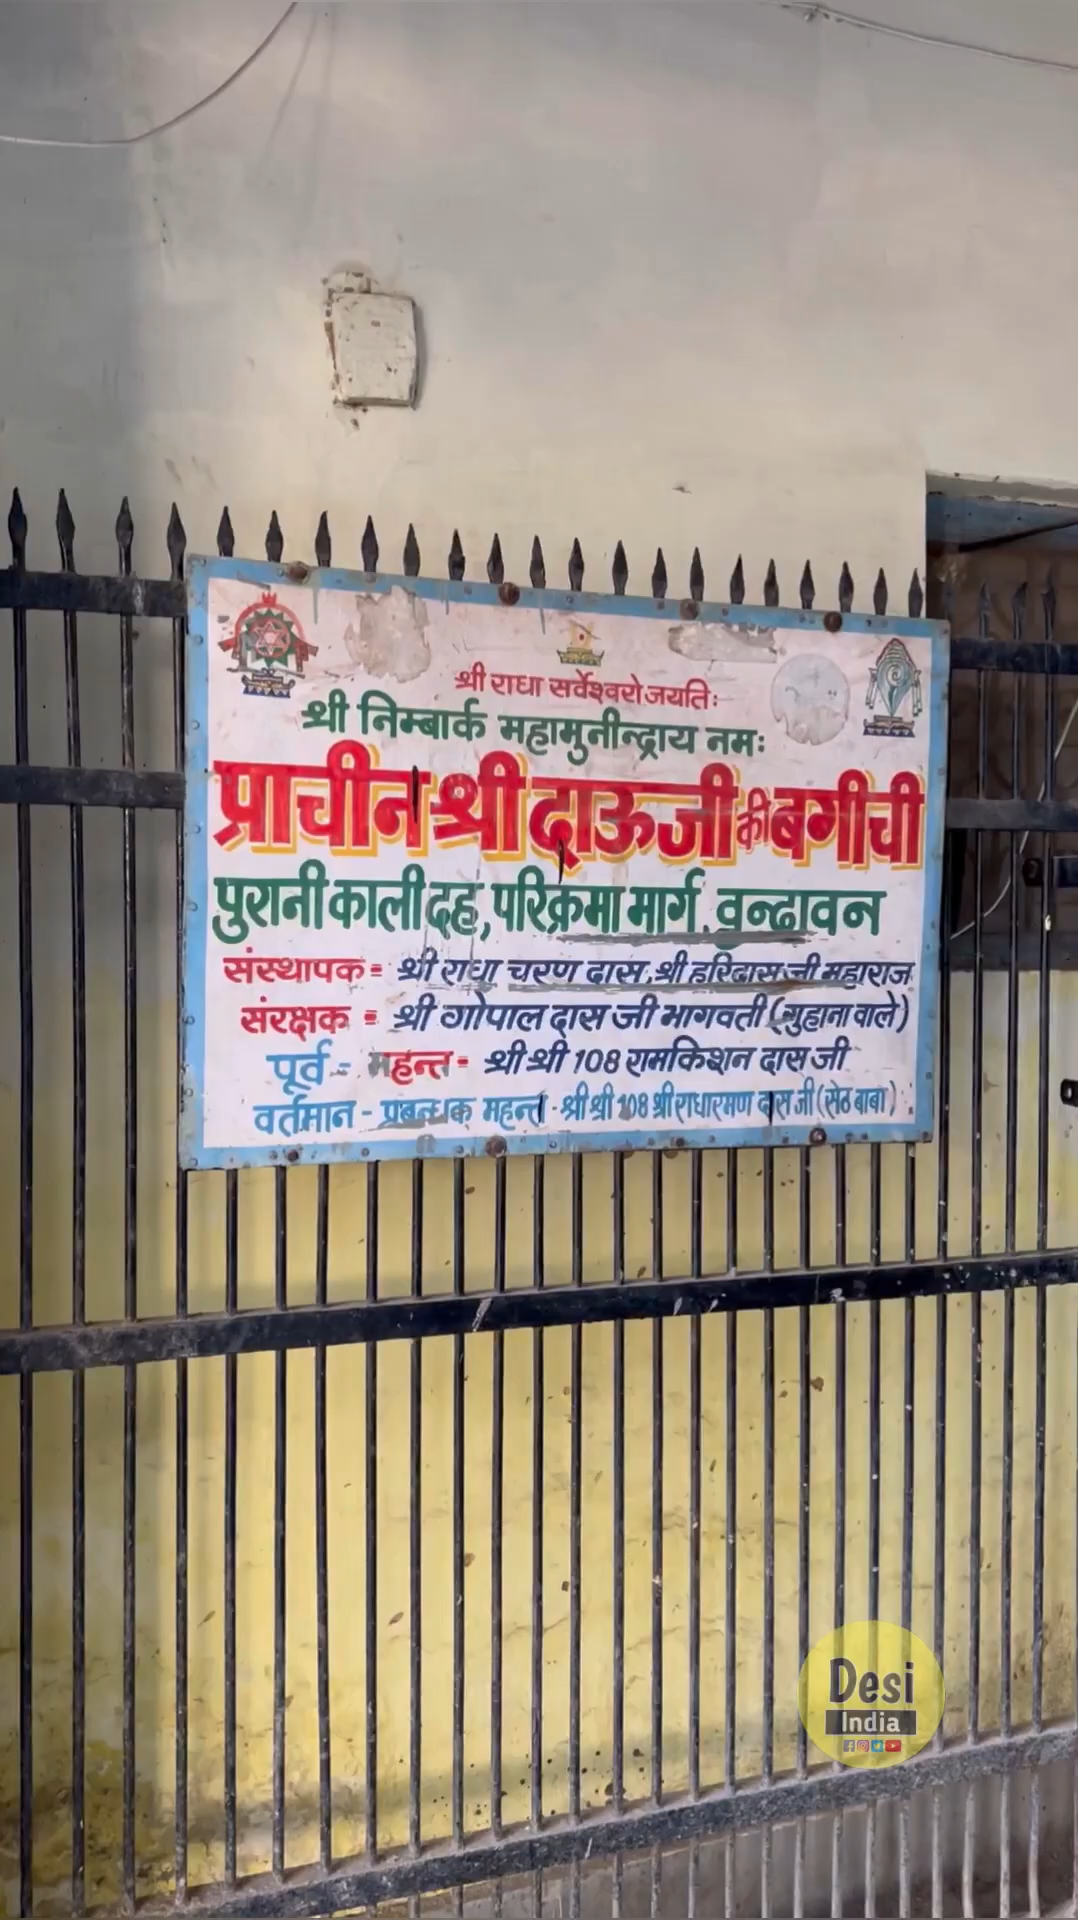 श्री राधा सर्वेश्वरो जयतिः
श्री निम्बार्क महामुनीन्द्राय नमः
प्राचीन श्री दाऊजी की बगीची
पुरानी काली दह, परिक्रमा मार्ग, वृन्दावन
संस्थापक = श्री राधा चरण दास, श्री हरिदास जी महाराज
संरक्षक = श्री गोपाल दास जी भागवती (गुहाना वाले)
पूर्व - महन्त - श्री श्री 108 रामकिशन दास जी
वर्तमान - प्रबन्धक महन्त - श्री श्री 108 श्री राधारमण दास जी (सेठ बाबा)
Desi
India